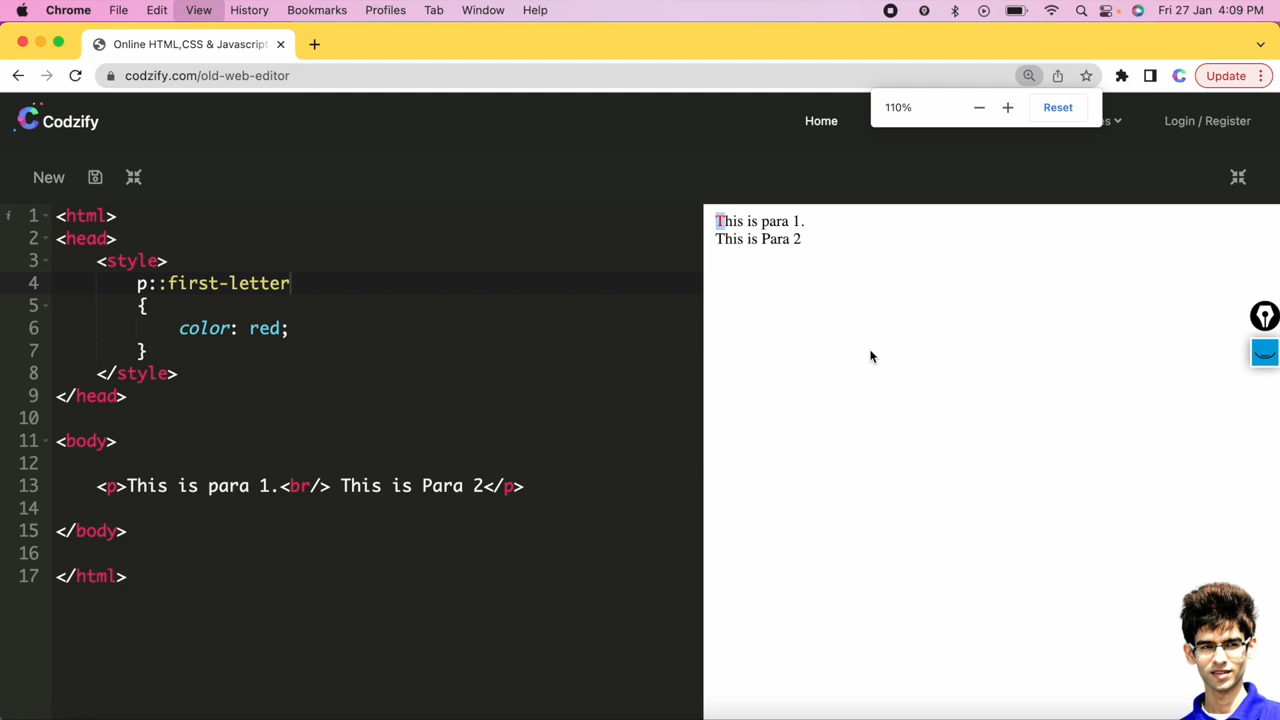 Chrome File Edit View History Bookmarks Profiles Tab Window Help Fri 27 Jan 4:09 PM
Online HTML,CSS & Javascript
codzify.com/old-web-editor Update
110% Reset
Codzify Home Login / Register
New
1 <html>
2 <head>
3 <style>
4 p::first-letter
5 {
6 color: red;
7 }
8 </style>
9 </head>
10
11 <body>
12
13 <p>This is para 1.<br/> This is Para 2</p>
14
15 </body>
16
17 </html>
This is para 1.
This is Para 2